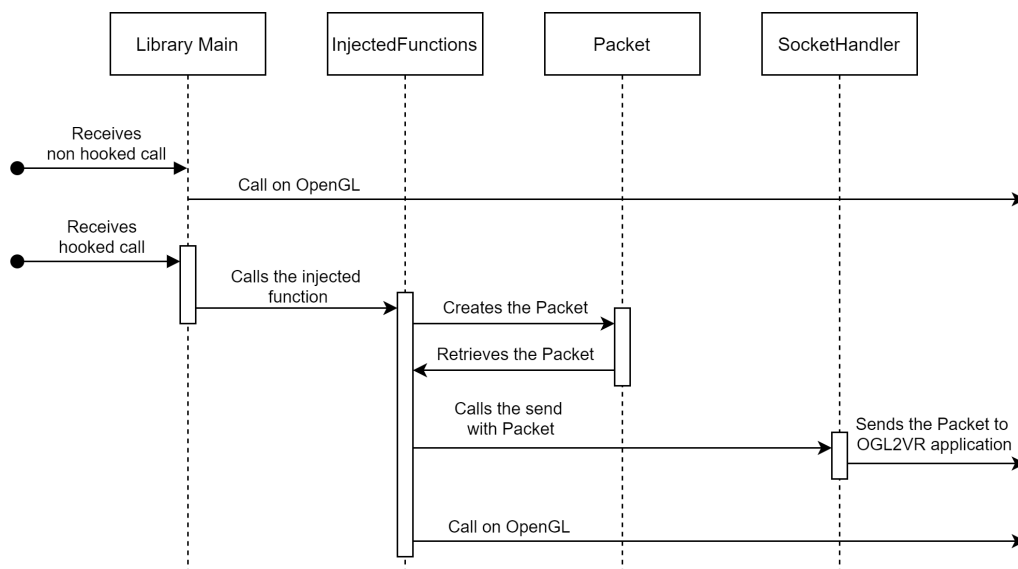 Library Main
InjectedFunctions
Packet
SocketHandler
Receives
non hooked call
Call on OpenGL
Receives
hooked call
Calls the injected
function
Creates the Packet
Retrieves the Packet
Calls the send
with Packet
Sends the Packet to
OGL2VR application
Call on OpenGL